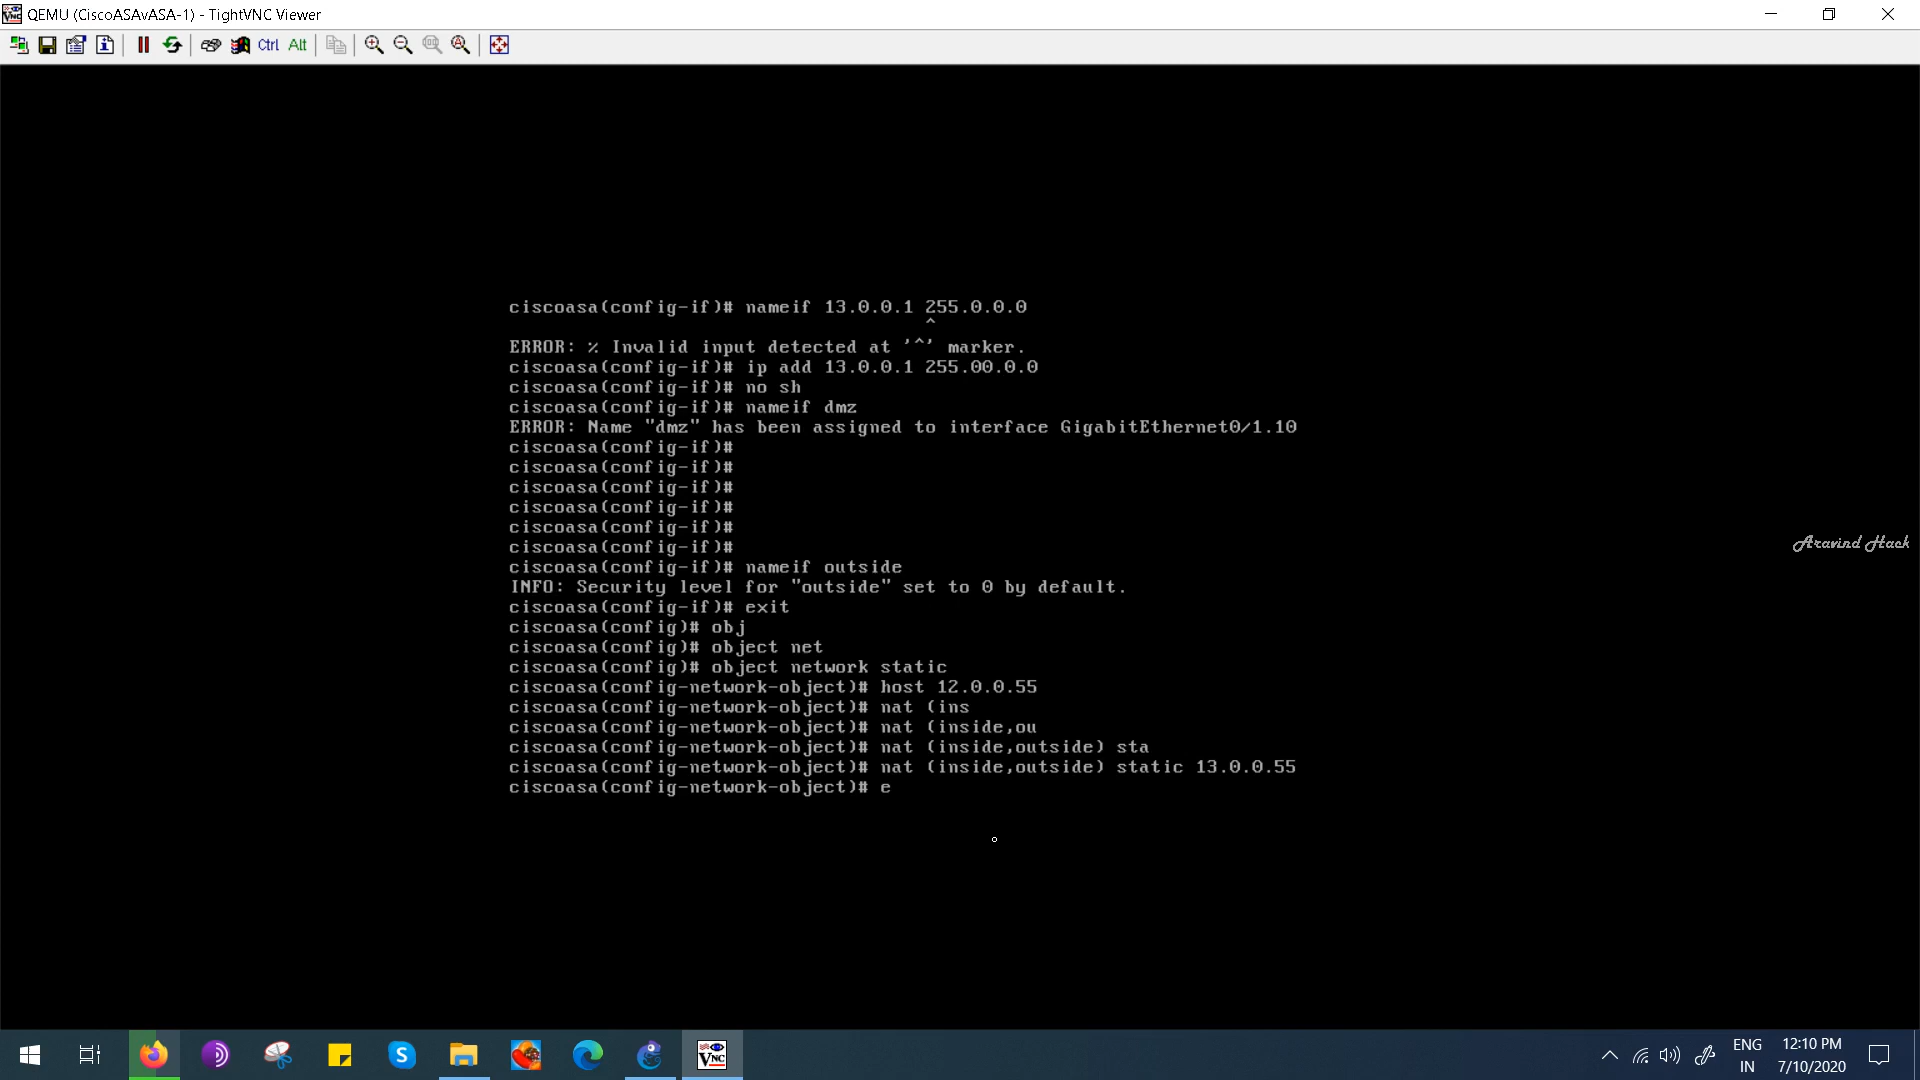 QEMU (CiscoASAvASA-1) - TightVNC Viewer
Ctrl Alt
ciscoasa(config-if)# nameif 13.0.0.1 255.0.0.0
^
ERROR: % Invalid input detected at '^' marker.
ciscoasa(config-if)# ip add 13.0.0.1 255.00.0.0
ciscoasa(config-if)# no sh
ciscoasa(config-if)# nameif dmz
ERROR: Name "dmz" has been assigned to interface GigabitEthernet0/1.10
ciscoasa(config-if)#
ciscoasa(config-if)#
ciscoasa(config-if)#
ciscoasa(config-if)#
ciscoasa(config-if)#
ciscoasa(config-if)#
ciscoasa(config-if)# nameif outside
INFO: Security level for "outside" set to 0 by default.
ciscoasa(config-if)# exit
ciscoasa(config)# obj
ciscoasa(config)# object net
ciscoasa(config)# object network static
ciscoasa(config-network-object)# host 12.0.0.55
ciscoasa(config-network-object)# nat (ins
ciscoasa(config-network-object)# nat (inside,ou
ciscoasa(config-network-object)# nat (inside,outside) sta
ciscoasa(config-network-object)# nat (inside,outside) static 13.0.0.55
ciscoasa(config-network-object)# e
Aravind Hack
VNC
ENG
IN
12:10 PM
7/10/2020